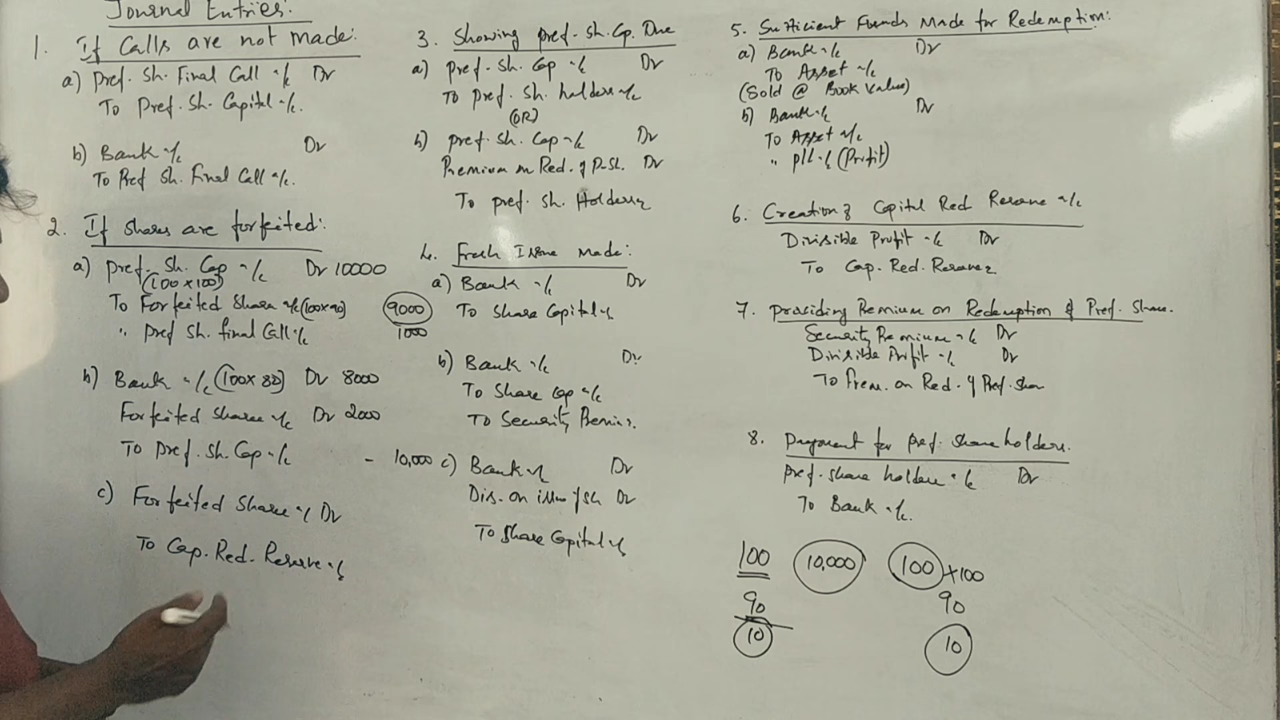 Journal Entries:
1. If Calls are not made:
a) Pref. Sh. Final Call a/c Dr
To Pref. Sh. Capital a/c.
b) Bank a/c Dr
To Pref Sh. Final Call a/c.
2. If shares are forfeited:
a) Pref. Sh. Cap a/c Dr 10000
(100x100)
To Forfeited Share a/c (100x90) 9000
" Pref Sh. final Call a/c 1000
b) Bank a/c (100x80) Dr 8000
Forfeited Share a/c Dr 2000
To Pref. Sh. Cap a/c - 10,000
c) Forfeited Share a/c Dr
To Cap. Red. Reserve a/c
3. Showing pref. Sh. Cp. Due
a) pref. Sh. Cap a/c Dr
To pref. Sh. holders a/c
(OR)
b) pref. Sh. Cap a/c Dr
Premium on Red. of P. Sh. Dr
To pref. Sh. Holders
4. Fresh Issue Made:
a) Bank a/c Dr
To Share Capital a/c
b) Bank a/c Dr
To Share Cap a/c
To Security
c) Bank a/c Dr
Dis. on issue of sh Dr
To Share Capital a/c
5. Sufficient Funds Made for Redemption:
a) Bank a/c Dr
To Asset a/c
(Sold @ Book Value)
b) Bank a/c Dr
To Asset a/c
" P/L a/c (Profit)
6. Creation of Capital Red Reserve a/c
Divisible Profit a/c Dr
To Cap. Red. Reserve
7. providing Premium on Redemption of Pref. Share.
Security Premium a/c Dr
Divisible Profit a/c Dr
To Prem. on Red. of Pref. Share
8. Payment for pref. share holders.
pref. share holders a/c Dr
To Bank a/c.
100 10,000 100 x100
90 90
10 10